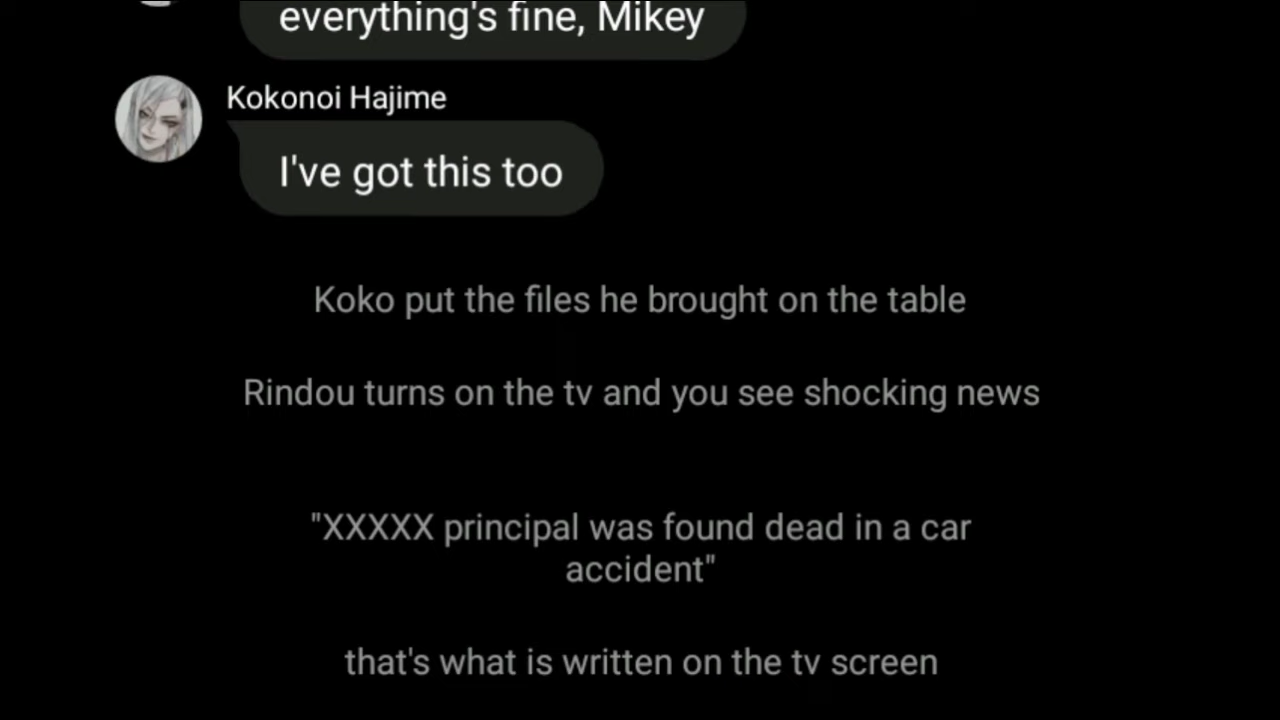 everything's fine, Mikey
Kokonoi Hajime
I've got this too
Koko put the files he brought on the table
Rindou turns on the tv and you see shocking news
"XXXXX principal was found dead in a car
accident"
that's what is written on the tv screen